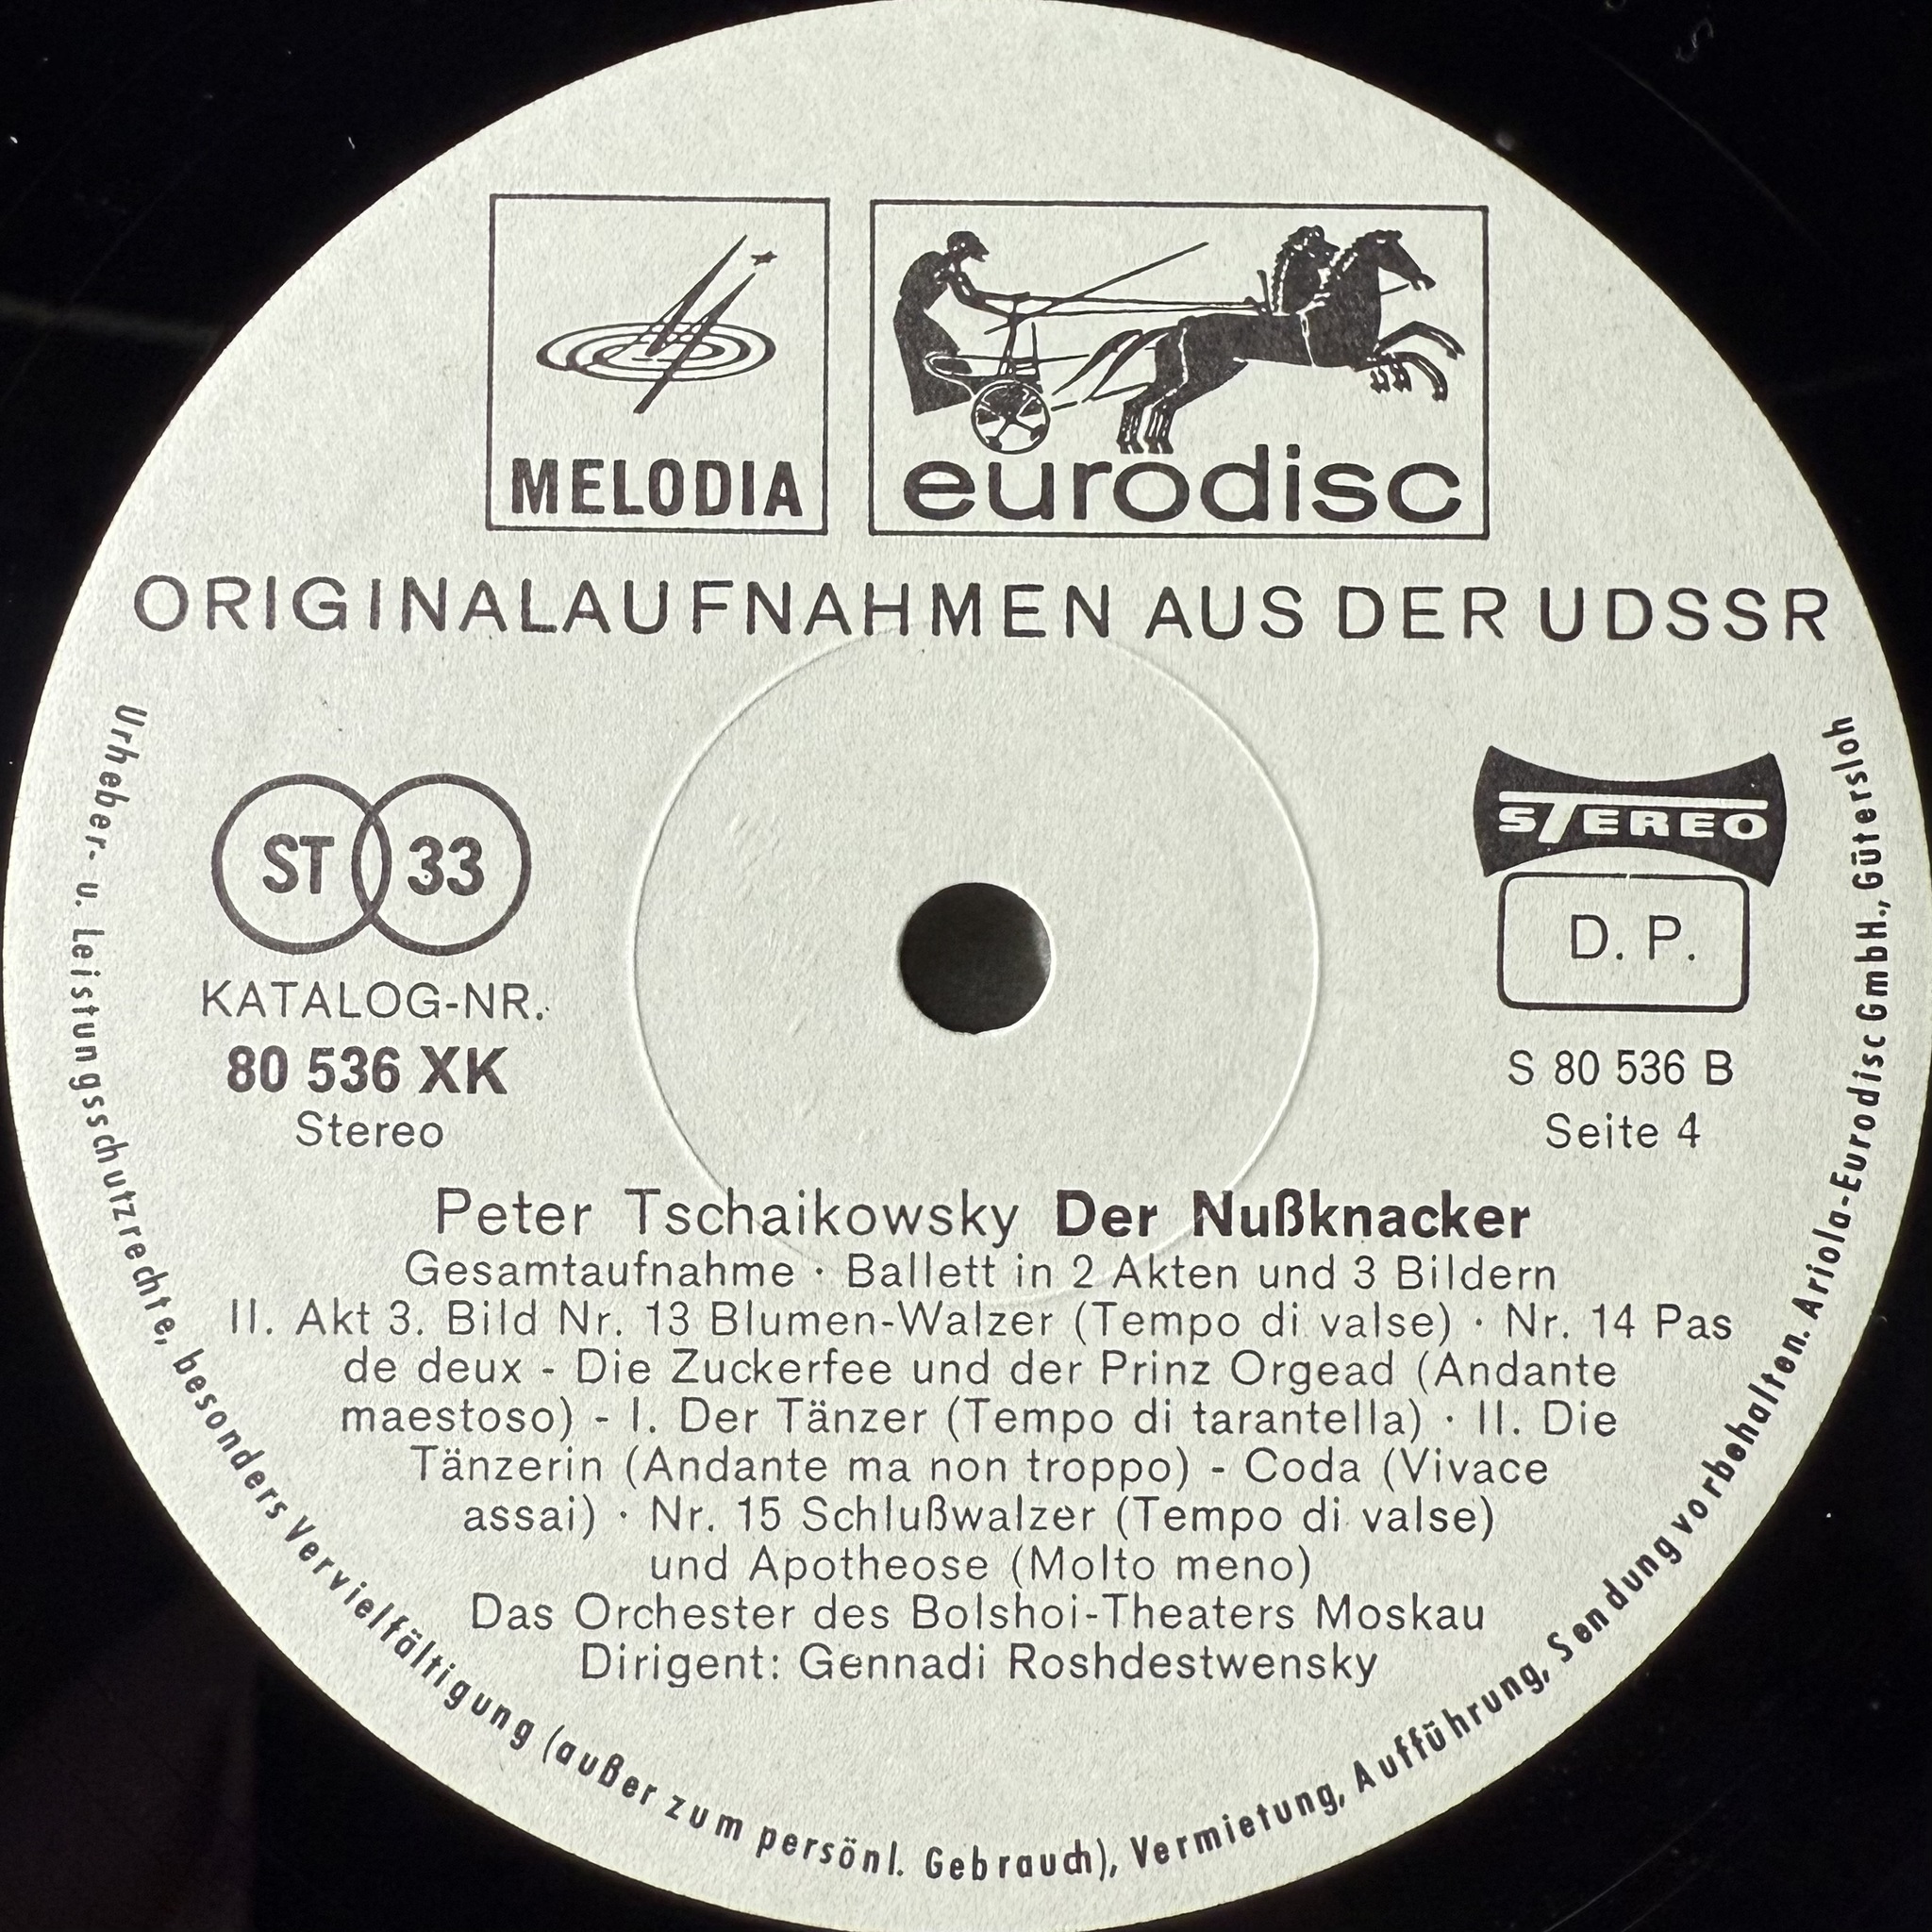 MELODIA
eurodisc
ORIGINALAUFNAHMEN AUS DER UDSSR
ST 33
KATALOG-NR.
80 536 XK
Stereo
STEREO
D. P.
S 80 536 B
Seite 4
Peter Tschaikowsky Der Nußknacker
Gesamtaufnahme · Ballett in 2 Akten und 3 Bildern
II. Akt 3. Bild Nr. 13 Blumen-Walzer (Tempo di valse) · Nr. 14 Pas
de deux - Die Zuckerfee und der Prinz Orgead (Andante
maestoso) - I. Der Tänzer (Tempo di tarantella) · II. Die
Tänzerin (Andante ma non troppo) - Coda (Vivace
assai) · Nr. 15 Schlußwalzer (Tempo di valse)
und Apotheose (Molto meno)
Das Orchester des Bolshoi-Theaters Moskau
Dirigent: Gennadi Roshdestwensky
Urheber- u. Leistungsschutzrechte, besonders Vervielfältigung (außer zum persönl. Gebrauch), Vermietung, Aufführung, Sendung vorbehalten. Ariola-Eurodisc GmbH., Gütersloh